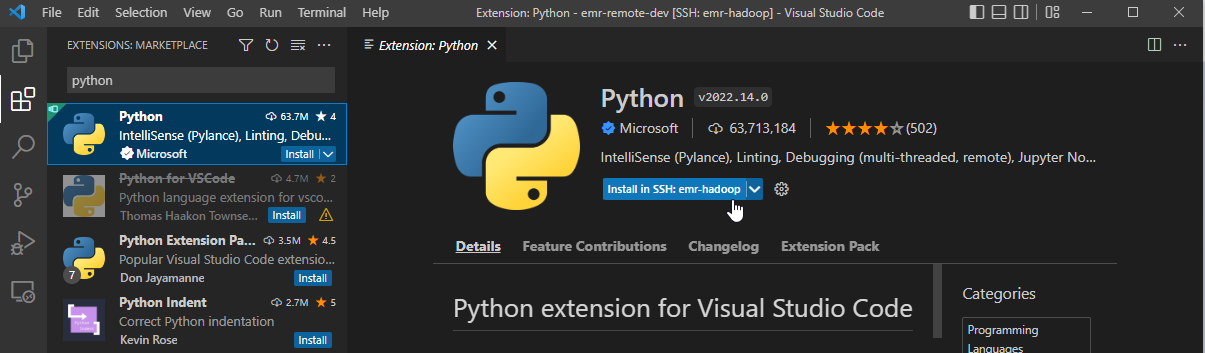 File Edit Selection View Go Run Terminal Help Extension: Python - emr-remote-dev [SSH: emr-hadoop] - Visual Studio Code
EXTENSIONS: MARKETPLACE
python
Python 63.7M ★ 4
IntelliSense (Pylance), Linting, Debu...
Microsoft Install
Python for VSCode 4.7M ★ 2
Python language extension for vsco...
Thomas Haakon Townse... Install
Python Extension Pa... 3.5M ★ 4.5
Popular Visual Studio Code extensio...
7
Don Jayamanne Install
Python Indent 2.7M ★ 5
Correct Python indentation
Kevin Rose Install
Extension: Python
Python v2022.14.0
Microsoft 63,713,184 ★★★★☆ (502)
IntelliSense (Pylance), Linting, Debugging (multi-threaded, remote), Jupyter No...
Install in SSH: emr-hadoop
Details Feature Contributions Changelog Extension Pack
Python extension for Visual Studio Code
Categories
Programming
Languages